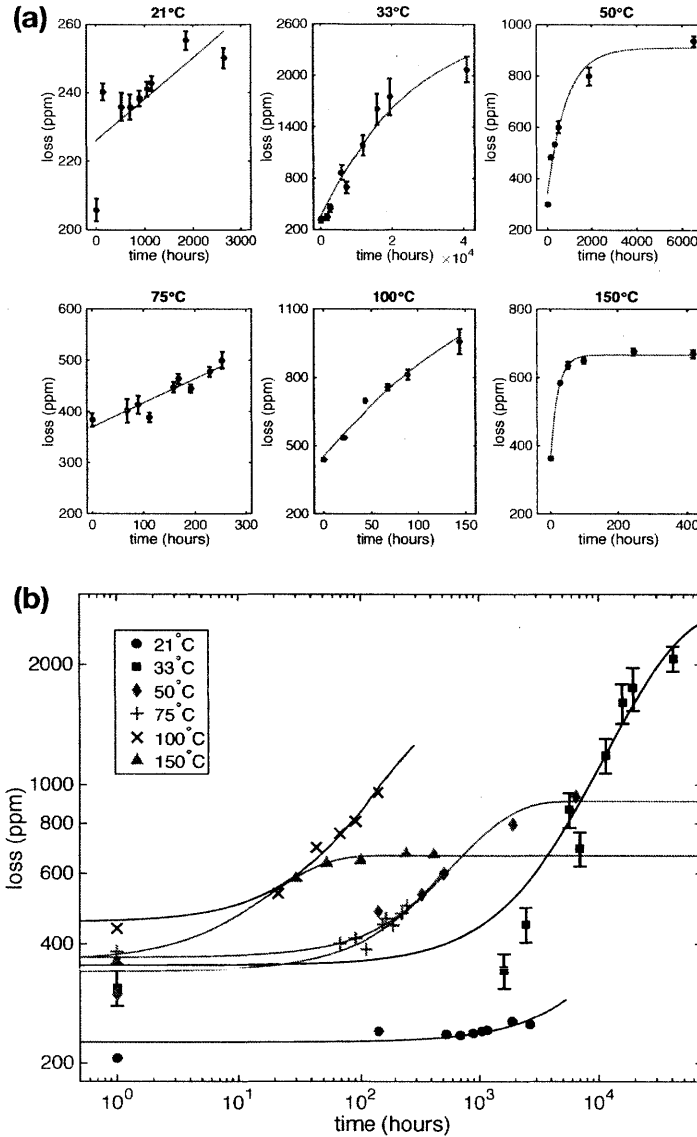 (a)
21°C
loss (ppm)
260
240
220
200
0
1000
2000
3000
time (hours)
33°C
loss (ppm)
2600
2000
1400
800
200
0
1
2
3
4
time (hours)
×10⁴
50°C
loss (ppm)
1000
800
600
400
200
0
2000
4000
6000
time (hours)
75°C
loss (ppm)
600
500
400
300
200
0
100
200
300
time (hours)
100°C
loss (ppm)
1100
800
500
200
0
50
100
150
time (hours)
150°C
loss (ppm)
800
600
400
200
0
200
400
time (hours)
(b)
21°C
33°C
50°C
75°C
100°C
150°C
loss (ppm)
2000
1000
800
600
400
200
10⁰
10¹
10²
10³
10⁴
time (hours)